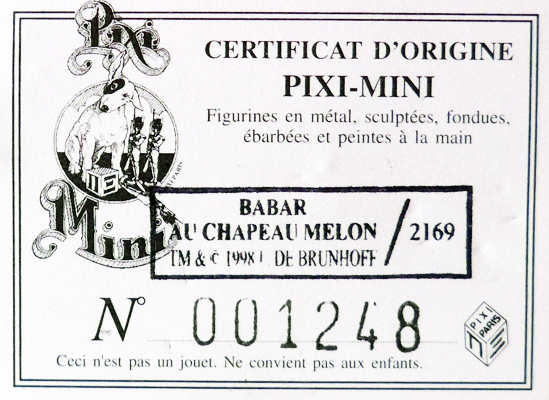 Pixi
Mini
CERTIFICAT D'ORIGINE
PIXI-MINI
Figurines en métal, sculptées, fondues,
ébarbées et peintes à la main
BABAR
AU CHAPEAU MELON / 2169
TM & © 1998 L DE BRUNHOFF
N° 001248
PIXI
PARIS
Ceci n'est pas un jouet. Ne convient pas aux enfants.